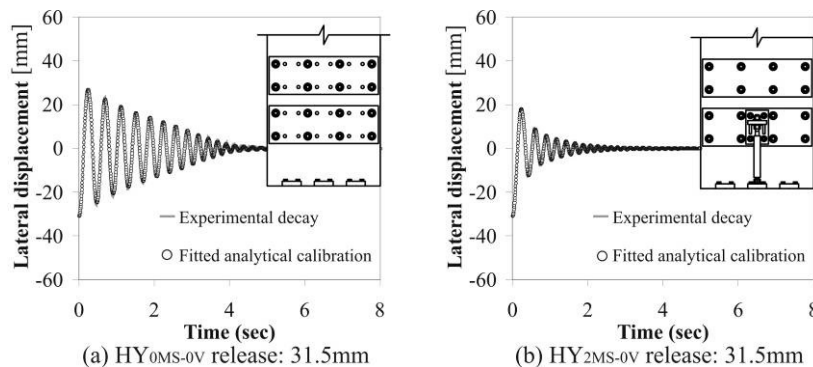 60
40
20
0
-20
-40
-60
Lateral displacement [mm]
Experimental decay
Fitted analytical calibration
0 2 4 6 8
Time (sec)
(a) HY0MS-0V release: 31.5mm
60
40
20
0
-20
-40
-60
Lateral displacement [mm]
Experimental decay
Fitted analytical calibration
0 2 4 6 8
Time (sec)
(b) HY2MS-0V release: 31.5mm